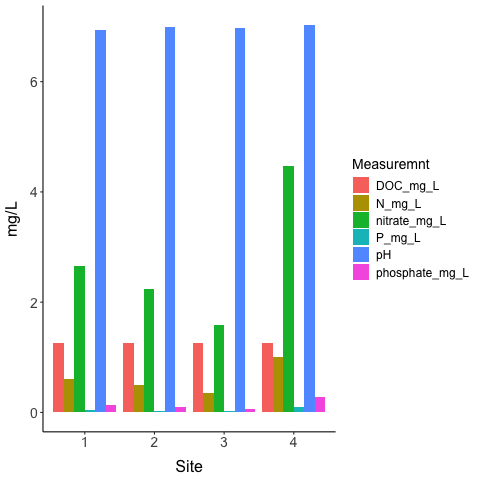 mg/L
6
4
2
0
1 2 3 4
Site
Measuremnt
DOC_mg_L
N_mg_L
nitrate_mg_L
P_mg_L
pH
phosphate_mg_L